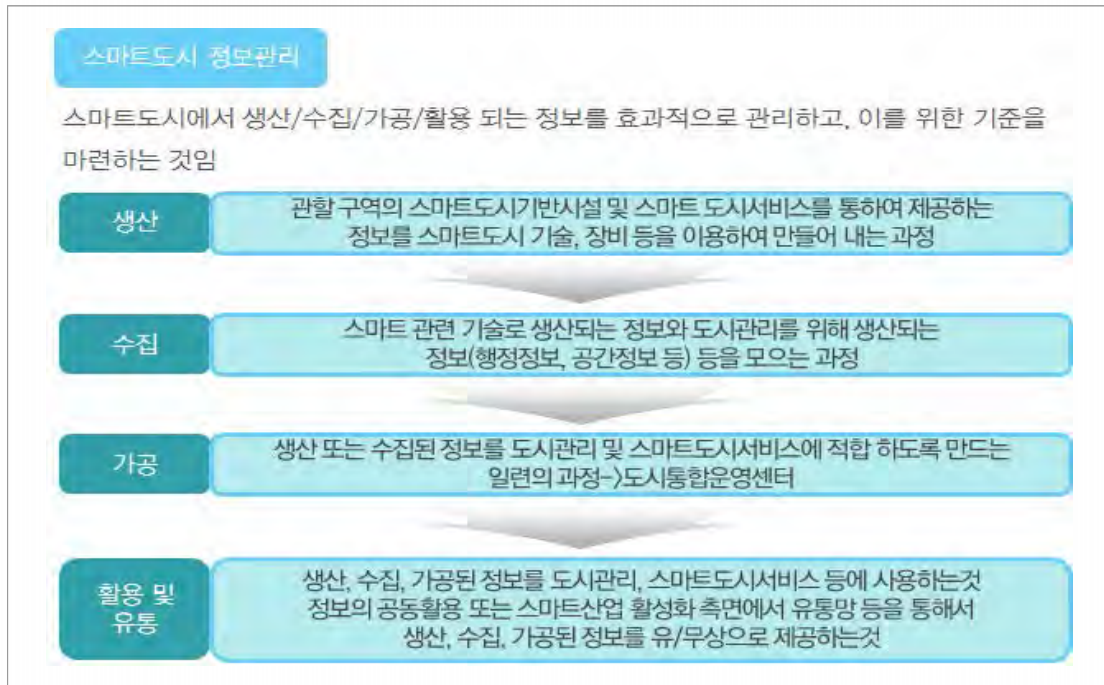 스마트도시 정보관리
스마트도시에서 생산/수집/가공/활용 되는 정보를 효과적으로 관리하고, 이를 위한 기준을
마련하는 것임
생산
관할 구역의 스마트도시기반시설 및 스마트 도시서비스를 통하여 제공하는
정보를 스마트도시 기술, 장비 등을 이용하여 만들어 내는 과정
수집
스마트 관련 기술로 생산되는 정보와 도시관리를 위해 생산되는
정보(행정정보, 공간정보 등) 등을 모으는 과정
가공
생산 또는 수집된 정보를 도시관리 및 스마트도시서비스에 적합 하도록 만드는
일련의 과정->도시통합운영센터
활용 및
유통
생산, 수집, 가공된 정보를 도시관리, 스마트도시서비스 등에 사용하는것
정보의 공동활용 또는 스마트산업 활성화 측면에서 유통망 등을 통해서
생산, 수집, 가공된 정보를 유/무상으로 제공하는것